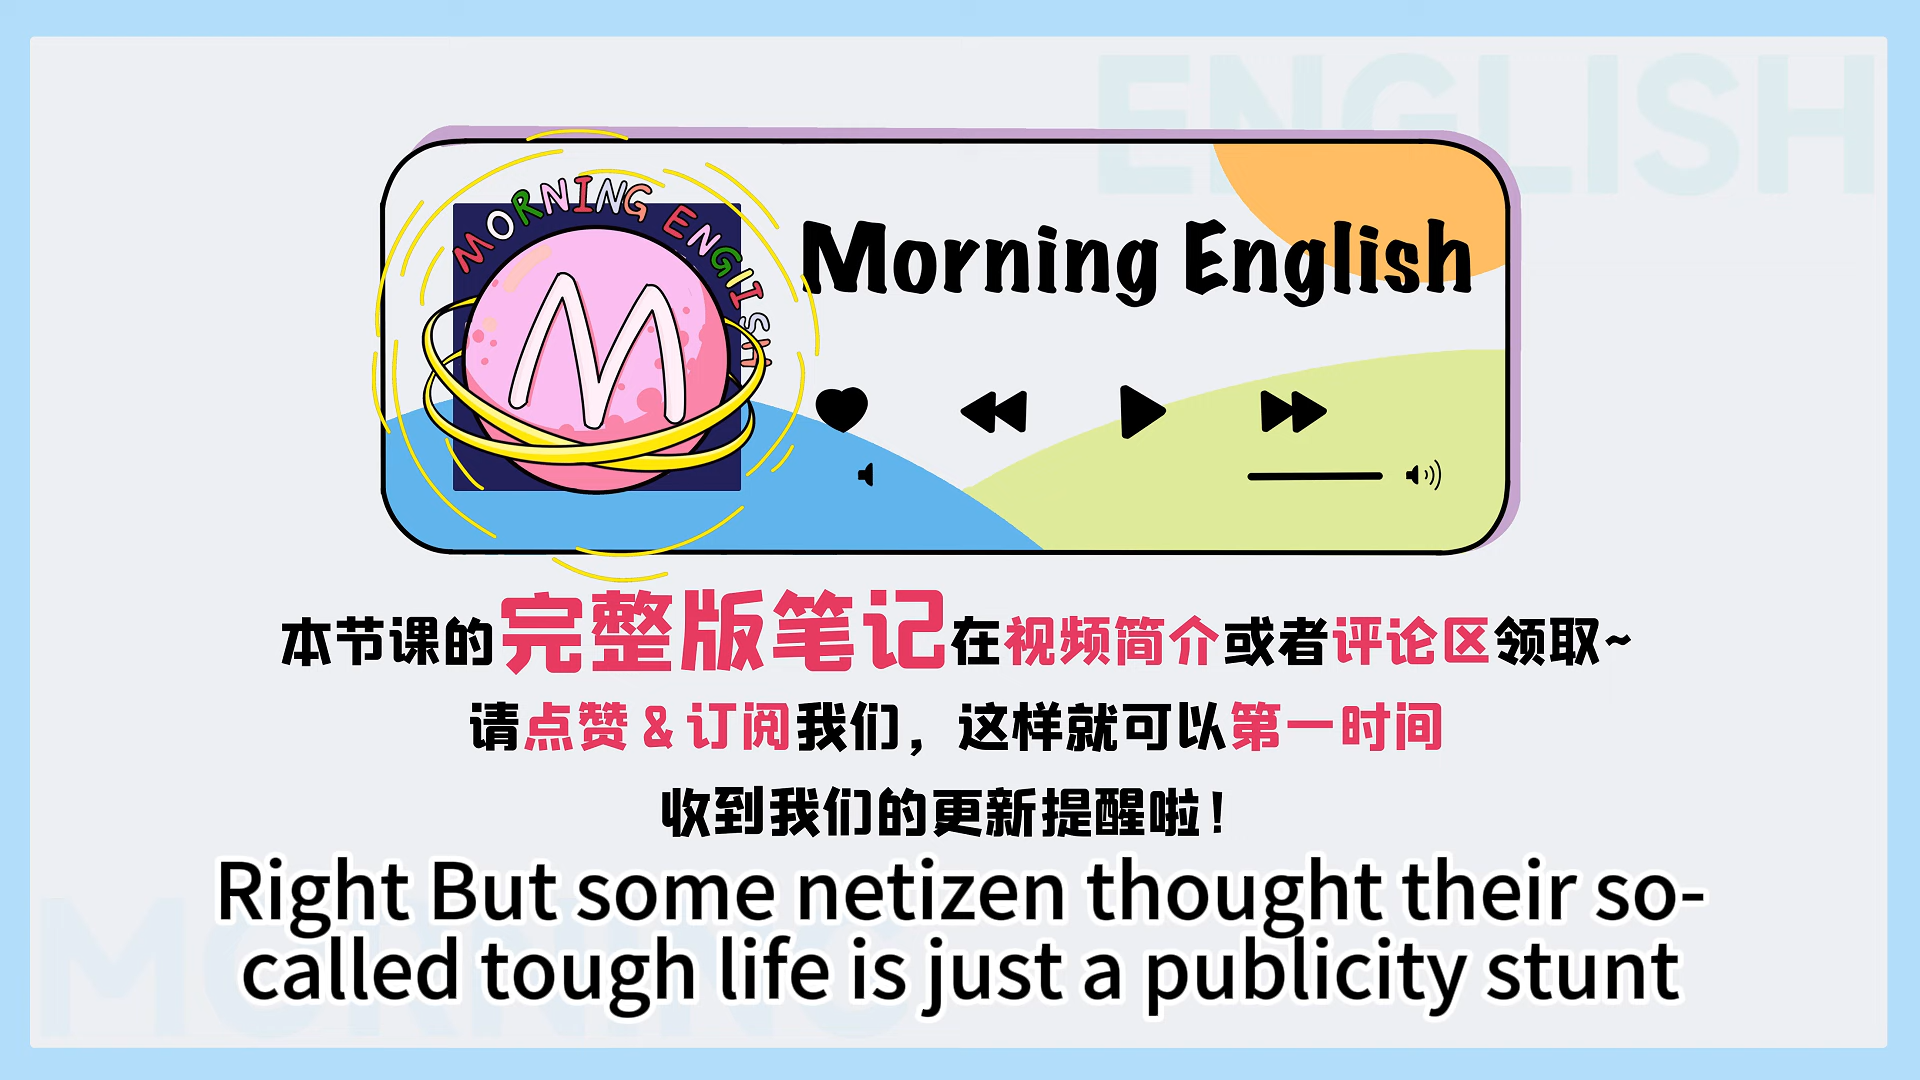 ENGLISH
MORNING ENGLISH
M
Morning English
本节课的完整版笔记在视频简介或者评论区领取~
请点赞&订阅我们，这样就可以第一时间
收到我们的更新提醒啦！
MORNING
Right But some netizen thought their so-
called tough life is just a publicity stunt